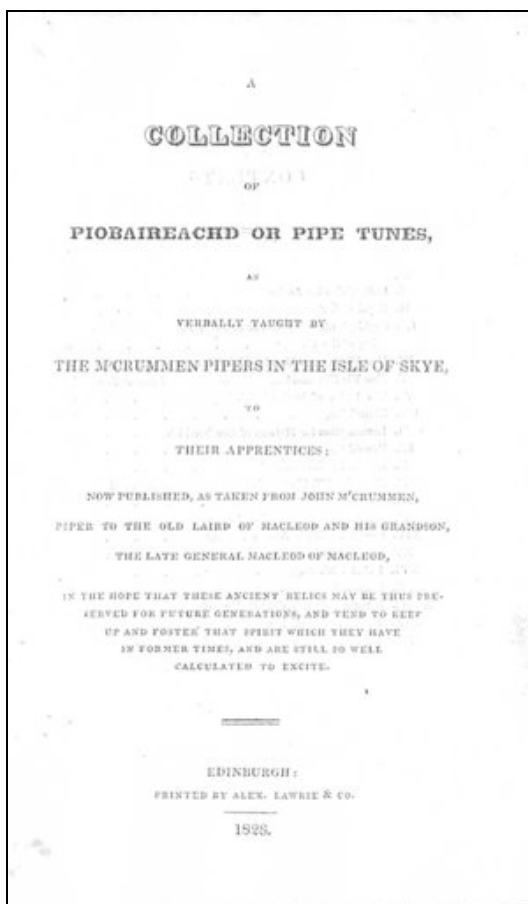 A
COLLECTION
OF
PIOBAIREACHD OR PIPE TUNES,
AS
VERBALLY TAUGHT BY
THE M'CRUMMEN PIPERS IN THE ISLE OF SKYE,
TO
THEIR APPRENTICES:
NOW PUBLISHED, AS TAKEN FROM JOHN M'CRUMMEN,
PIPER TO THE OLD LAIRD OF MACLEOD AND HIS GRANDSON,
THE LATE GENERAL MACLEOD OF MACLEOD,
IN THE HOPE THAT THESE ANCIENT RELICS MAY BE THUS PRE-
SERVED FOR FUTURE GENERATIONS, AND TEND TO KEEP
UP AND FOSTER THAT SPIRIT WHICH THEY HAVE
IN FORMER TIMES, AND ARE STILL SO WELL
CALCULATED TO EXCITE.
EDINBURGH:
PRINTED BY ALEX. LAWRIE & CO.
1828.